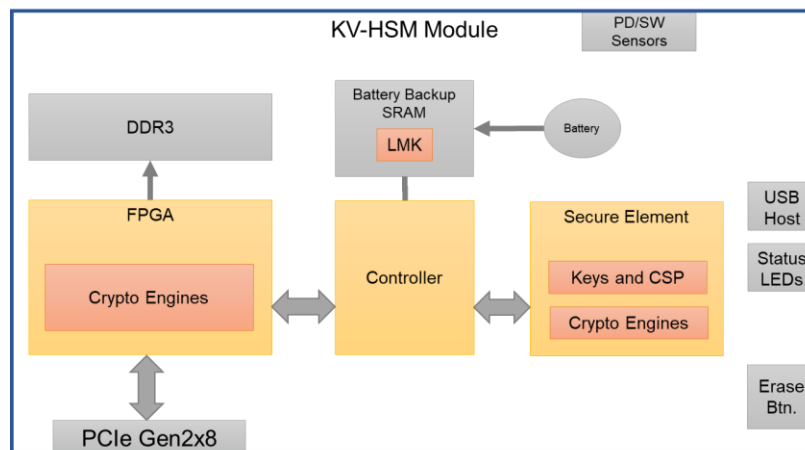 KV-HSM Module
PD/SW
Sensors
DDR3
Battery Backup
SRAM
LMK
Battery
FPGA
Crypto Engines
Controller
Secure Element
Keys and CSP
Crypto Engines
USB
Host
Status
LEDs
Erase
Btn.
PCIe Gen2x8